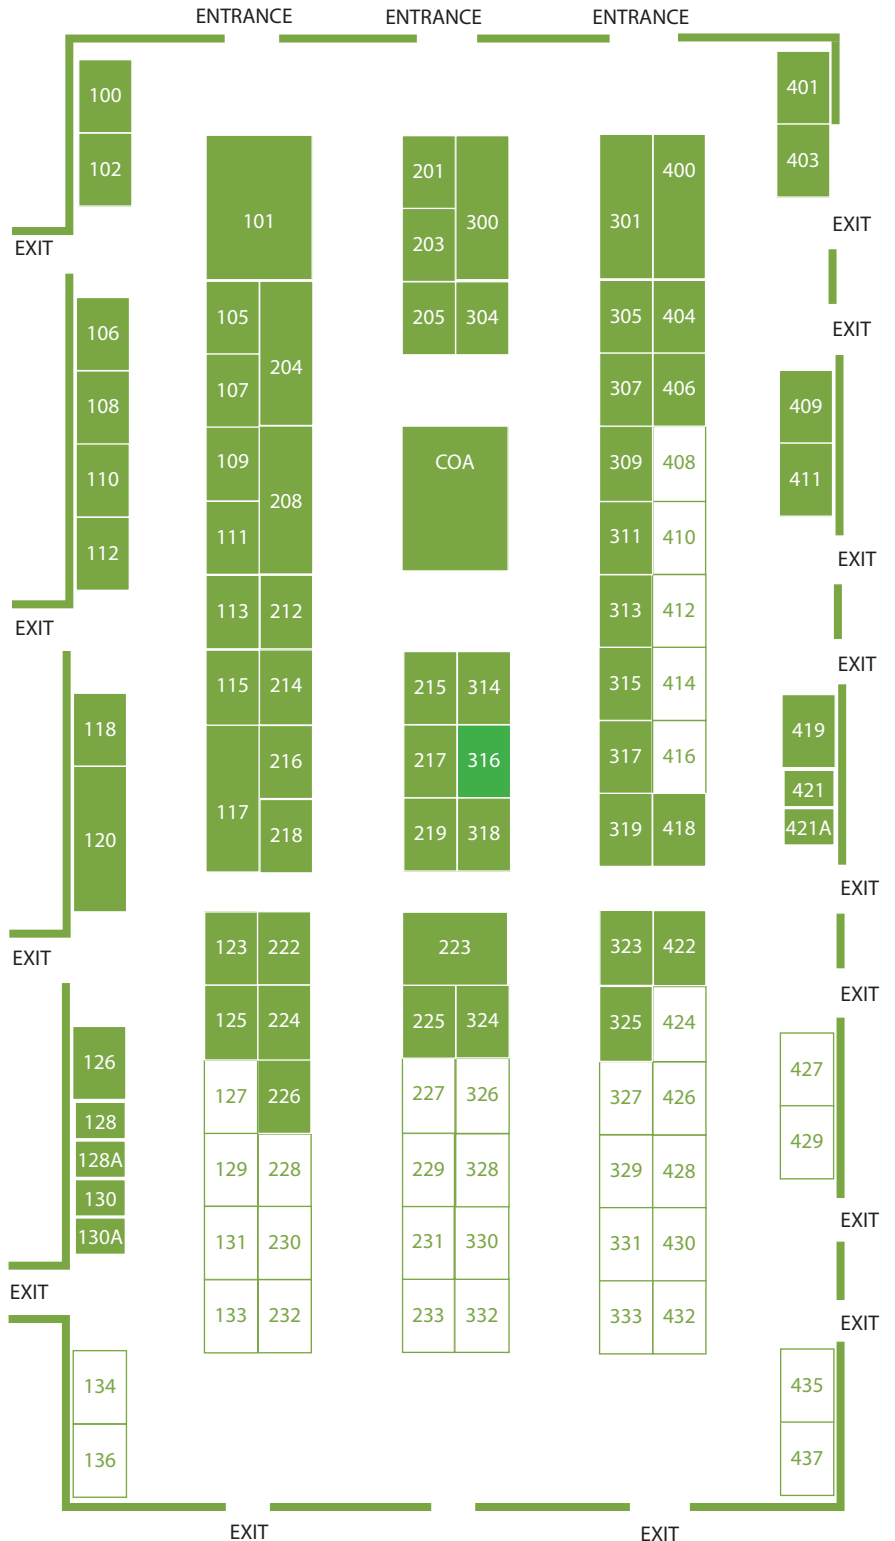 ENTRANCE ENTRANCE ENTRANCE
100 401
102 201 400 403
101 203 300 301
EXIT EXIT
105 205 304 305 404
106 EXIT
204
107 307 406
108 409
109 COA 309 408
110 411
208
111 311 410
112 EXIT
113 212 313 412
EXIT
EXIT
115 214 215 314 315 414
118 419
216 217 316 317 416
421
117
421A
120 218 219 318 319 418
EXIT
123 222 223 323 422
EXIT
EXIT
125 224 225 324 325 424
126 427
127 226 227 326 327 426
128
429
128A 129 228 229 328 329 428
130
EXIT
130A 131 230 231 330 331 430
EXIT
133 232 233 332 333 432
EXIT
134 435
136 437
EXIT EXIT